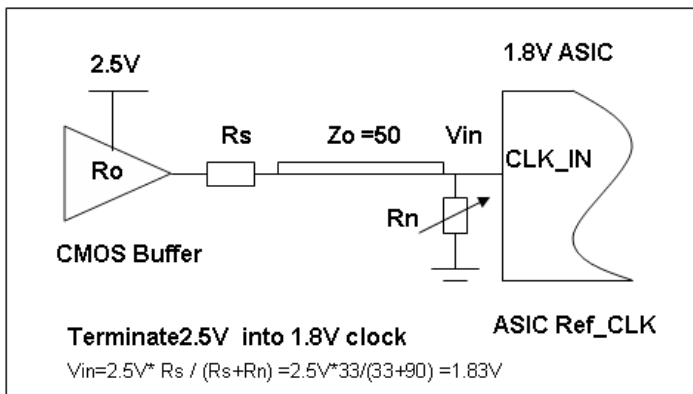 2.5V
1.8V ASIC
Rs
Zo =50
Vin
Ro
CLK_IN
Rn
CMOS Buffer
ASIC Ref_CLK
Terminate2.5V into 1.8V clock
Vin=2.5V* Rs / (Rs+Rn) =2.5V*33/(33+90) =1.83V